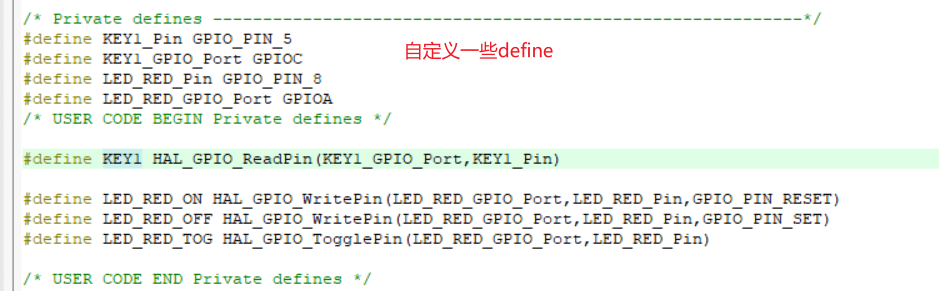 /* Private defines -----------------------------------------------------------*/
#define KEY1_Pin GPIO_PIN_5
自定义一些define
#define KEY1_GPIO_Port GPIOC
#define LED_RED_Pin GPIO_PIN_8
#define LED_RED_GPIO_Port GPIOA
/* USER CODE BEGIN Private defines */
#define KEY1 HAL_GPIO_ReadPin(KEY1_GPIO_Port,KEY1_Pin)
#define LED_RED_ON HAL_GPIO_WritePin(LED_RED_GPIO_Port,LED_RED_Pin,GPIO_PIN_RESET)
#define LED_RED_OFF HAL_GPIO_WritePin(LED_RED_GPIO_Port,LED_RED_Pin,GPIO_PIN_SET)
#define LED_RED_TOG HAL_GPIO_TogglePin(LED_RED_GPIO_Port,LED_RED_Pin)
/* USER CODE END Private defines */